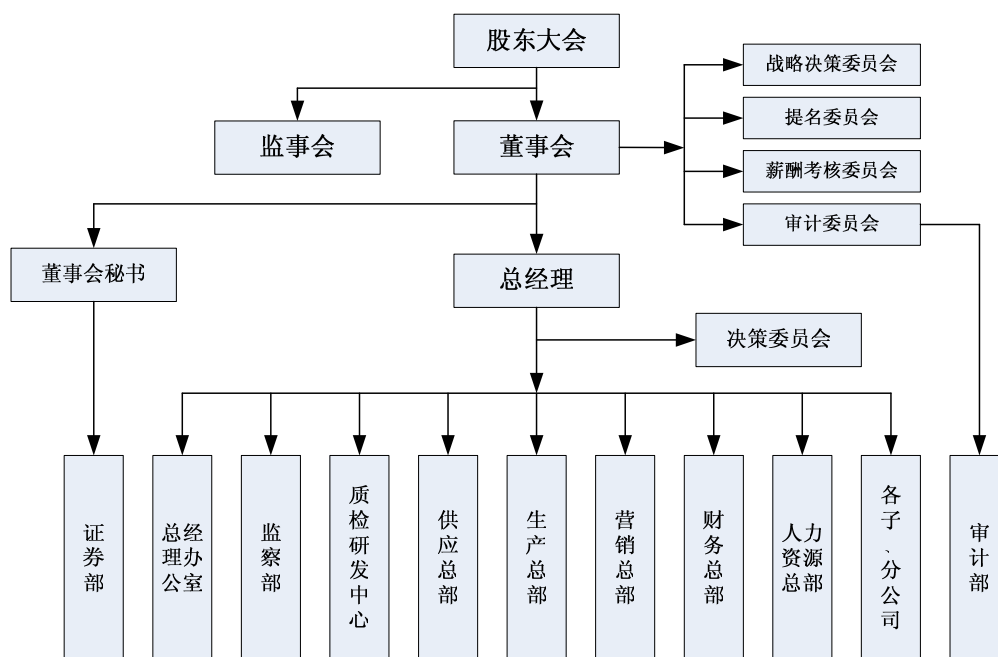 股东大会
战略决策委员会
提名委员会
监事会
董事会
薪酬考核委员会
审计委员会
董事会秘书
总经理
决策委员会
证券部
总经理办公室
监察部
质检研发中心
供应总部
生产总部
营销总部
财务总部
人力资源总部
各子、分公司
审计部